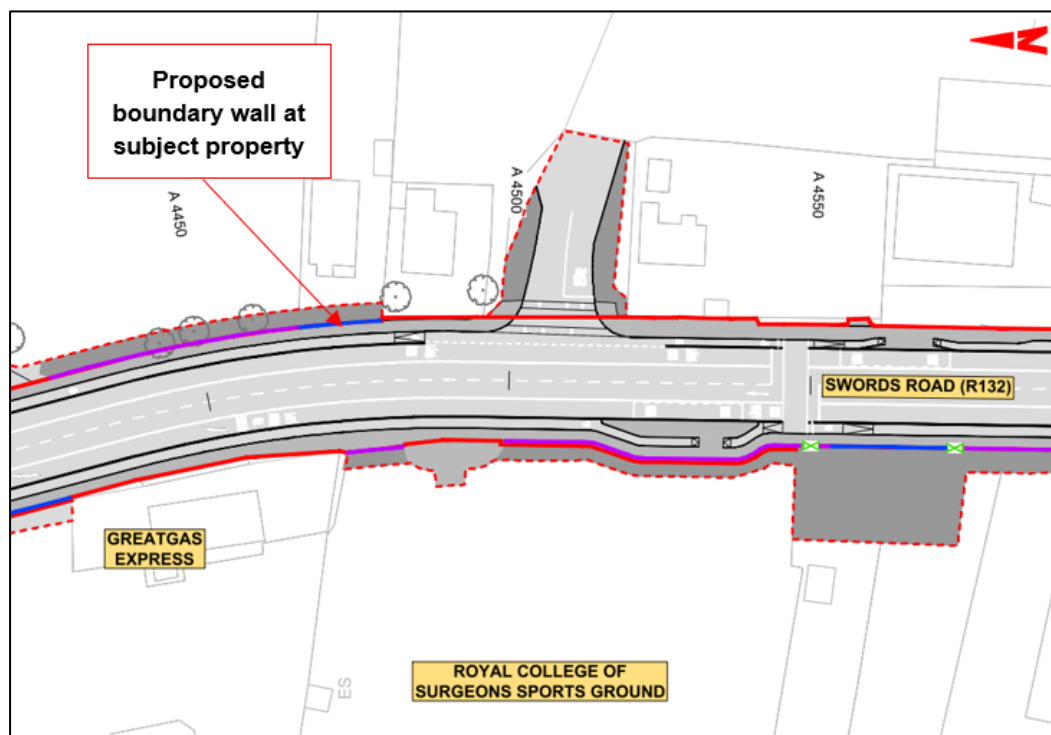 Proposed
boundary wall at
subject property
N
A 4450
A 4500
A 4550
SWORDS ROAD (R132)
GREATGAS
EXPRESS
ES
ROYAL COLLEGE OF
SURGEONS SPORTS GROUND